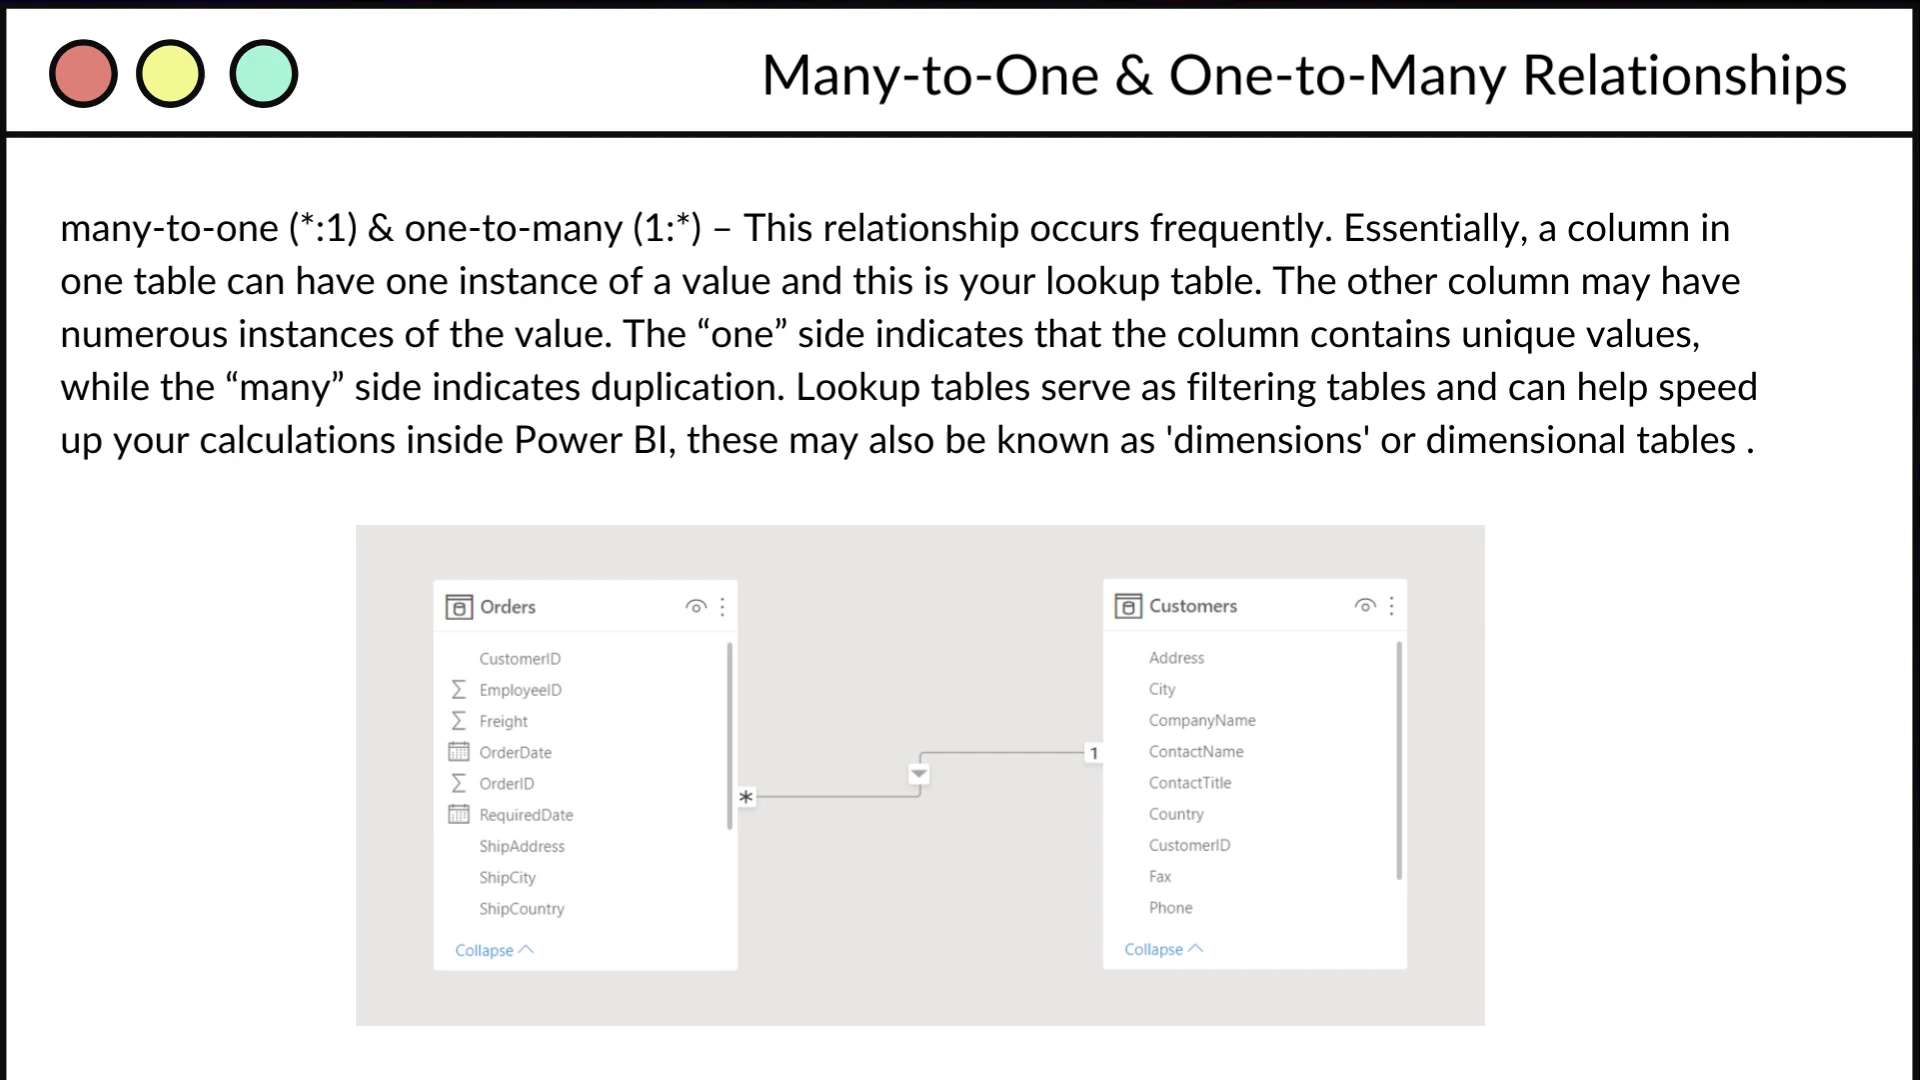 Many-to-One & One-to-Many Relationships
many-to-one (*:1) & one-to-many (1:*) – This relationship occurs frequently. Essentially, a column in
one table can have one instance of a value and this is your lookup table. The other column may have
numerous instances of the value. The “one” side indicates that the column contains unique values,
while the “many” side indicates duplication. Lookup tables serve as filtering tables and can help speed
up your calculations inside Power BI, these may also be known as 'dimensions' or dimensional tables .
Orders
CustomerID
EmployeeID
Freight
OrderDate
OrderID
RequiredDate
ShipAddress
ShipCity
ShipCountry
Collapse
*
1
Customers
Address
City
CompanyName
ContactName
ContactTitle
Country
CustomerID
Fax
Phone
Collapse